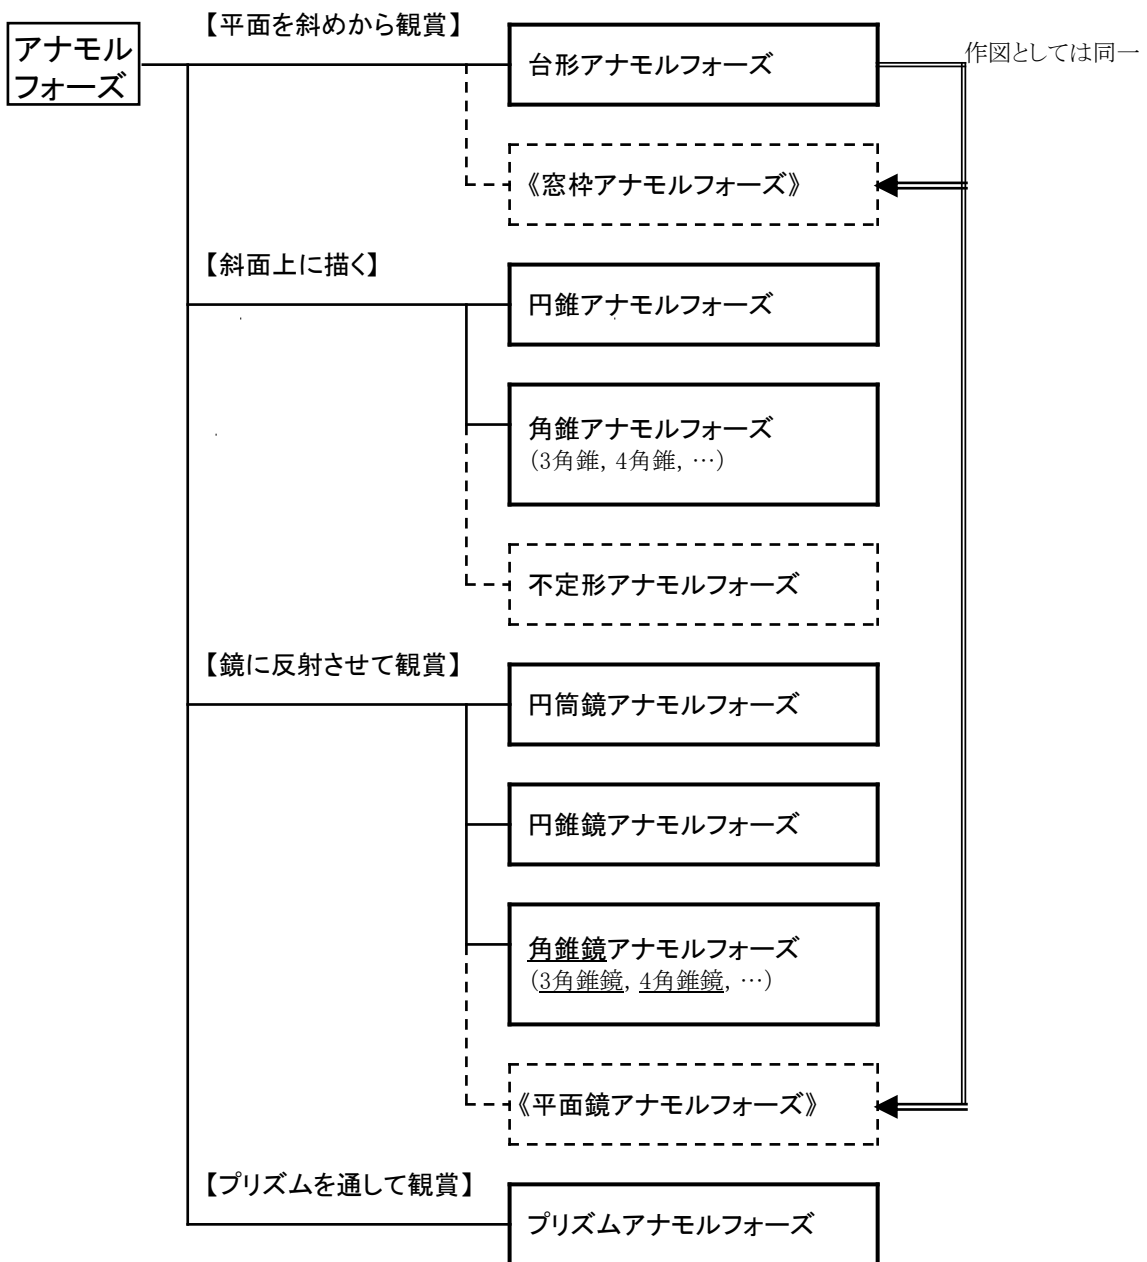 【平面を斜めから観賞】
アナモル
フォーズ
台形アナモルフォーズ
作図としては同一
《窓枠アナモルフォーズ》
【斜面上に描く】
円錐アナモルフォーズ
角錐アナモルフォーズ
(3角錐, 4角錐, …)
不定形アナモルフォーズ
【鏡に反射させて観賞】
円筒鏡アナモルフォーズ
円錐鏡アナモルフォーズ
角錐鏡アナモルフォーズ
(3角錐鏡, 4角錐鏡, …)
《平面鏡アナモルフォーズ》
【プリズムを通して観賞】
プリズムアナモルフォーズ